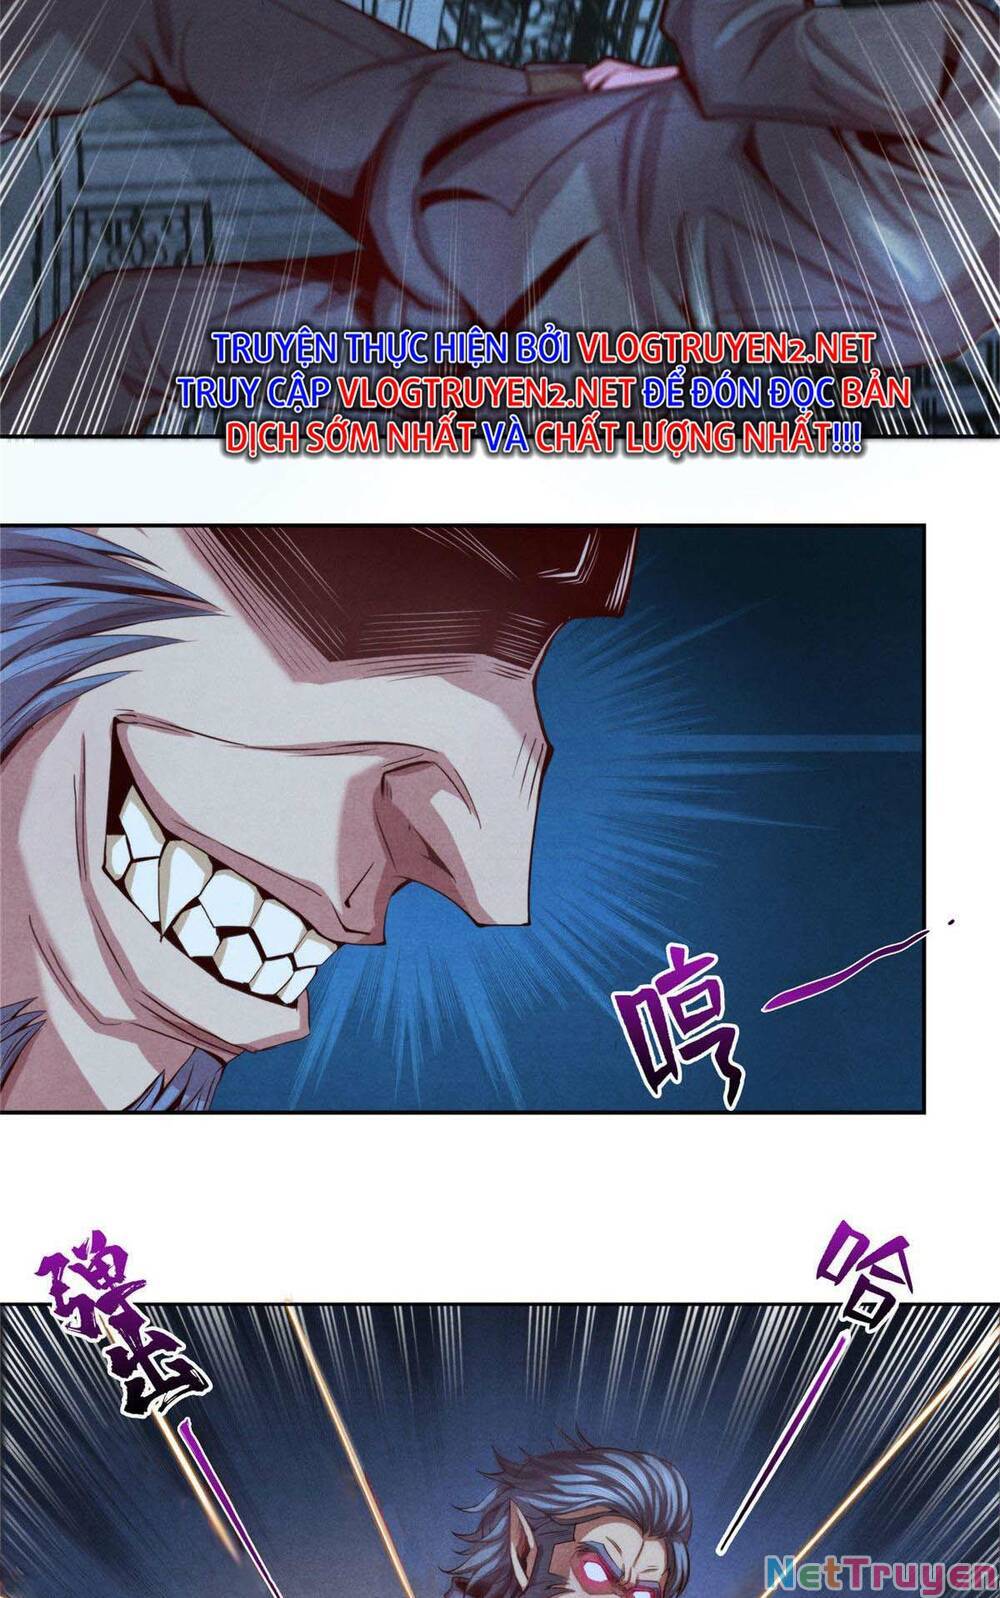 TRUYỆN THỰC HIỆN BỞI VLOGTRUYEN2.NET
TRUY CẬP VLOGTRUYEN2.NET ĐỂ ĐÓN ĐỌC BẢN
DỊCH SỚM NHẤT VÀ CHẤT LƯỢNG NHẤT!!!
哼
弹出
哈
NetTruyen